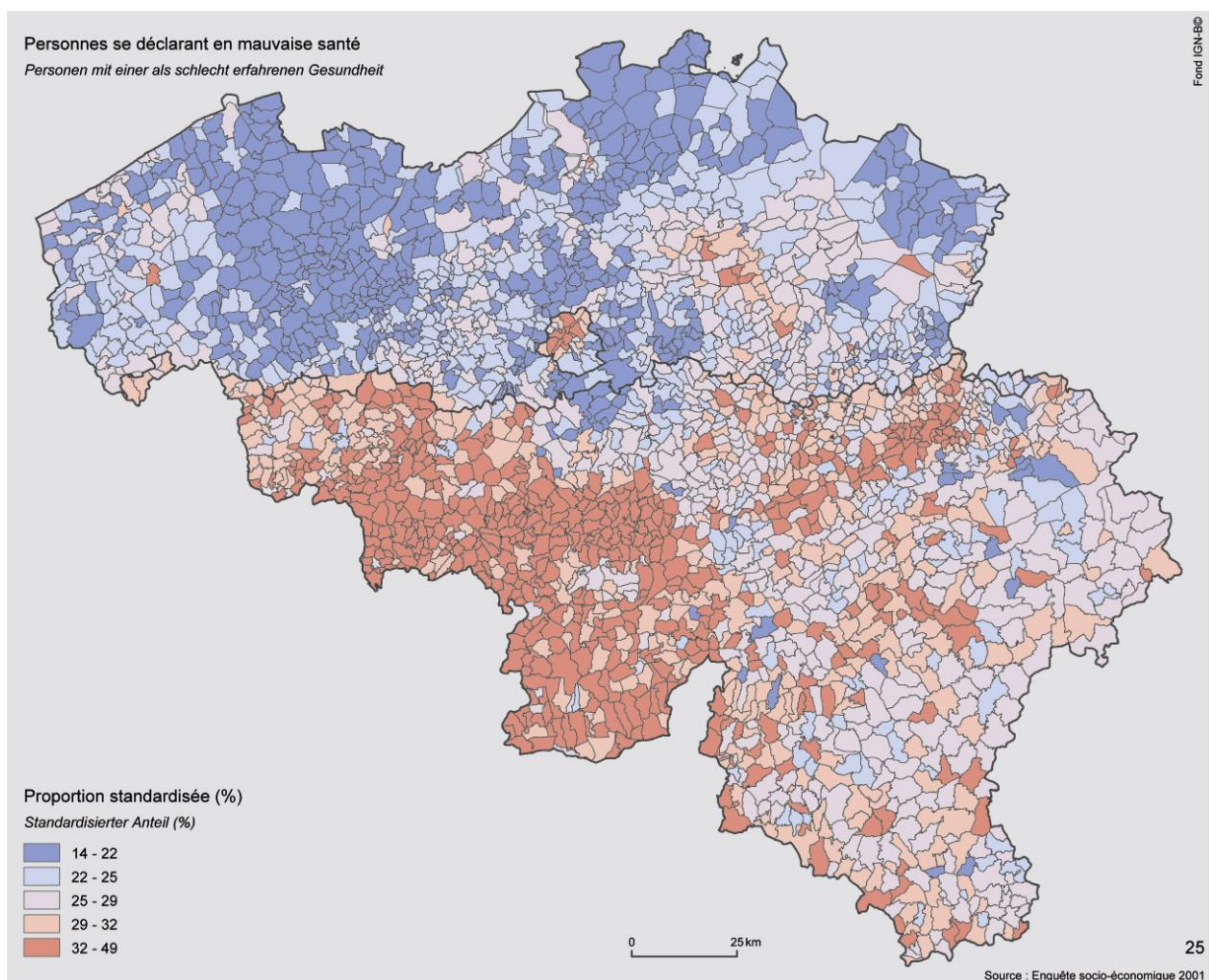 Personnes se déclarant en mauvaise santé
Personen mit einer als schlecht erfahrenen Gesundheit
Fond IGN-B©
Proportion standardisée (%)
Standardisierter Anteil (%)
14 - 22
22 - 25
25 - 29
29 - 32
32 - 49
0 25 km
25
Source : Enquête socio-économique 2001